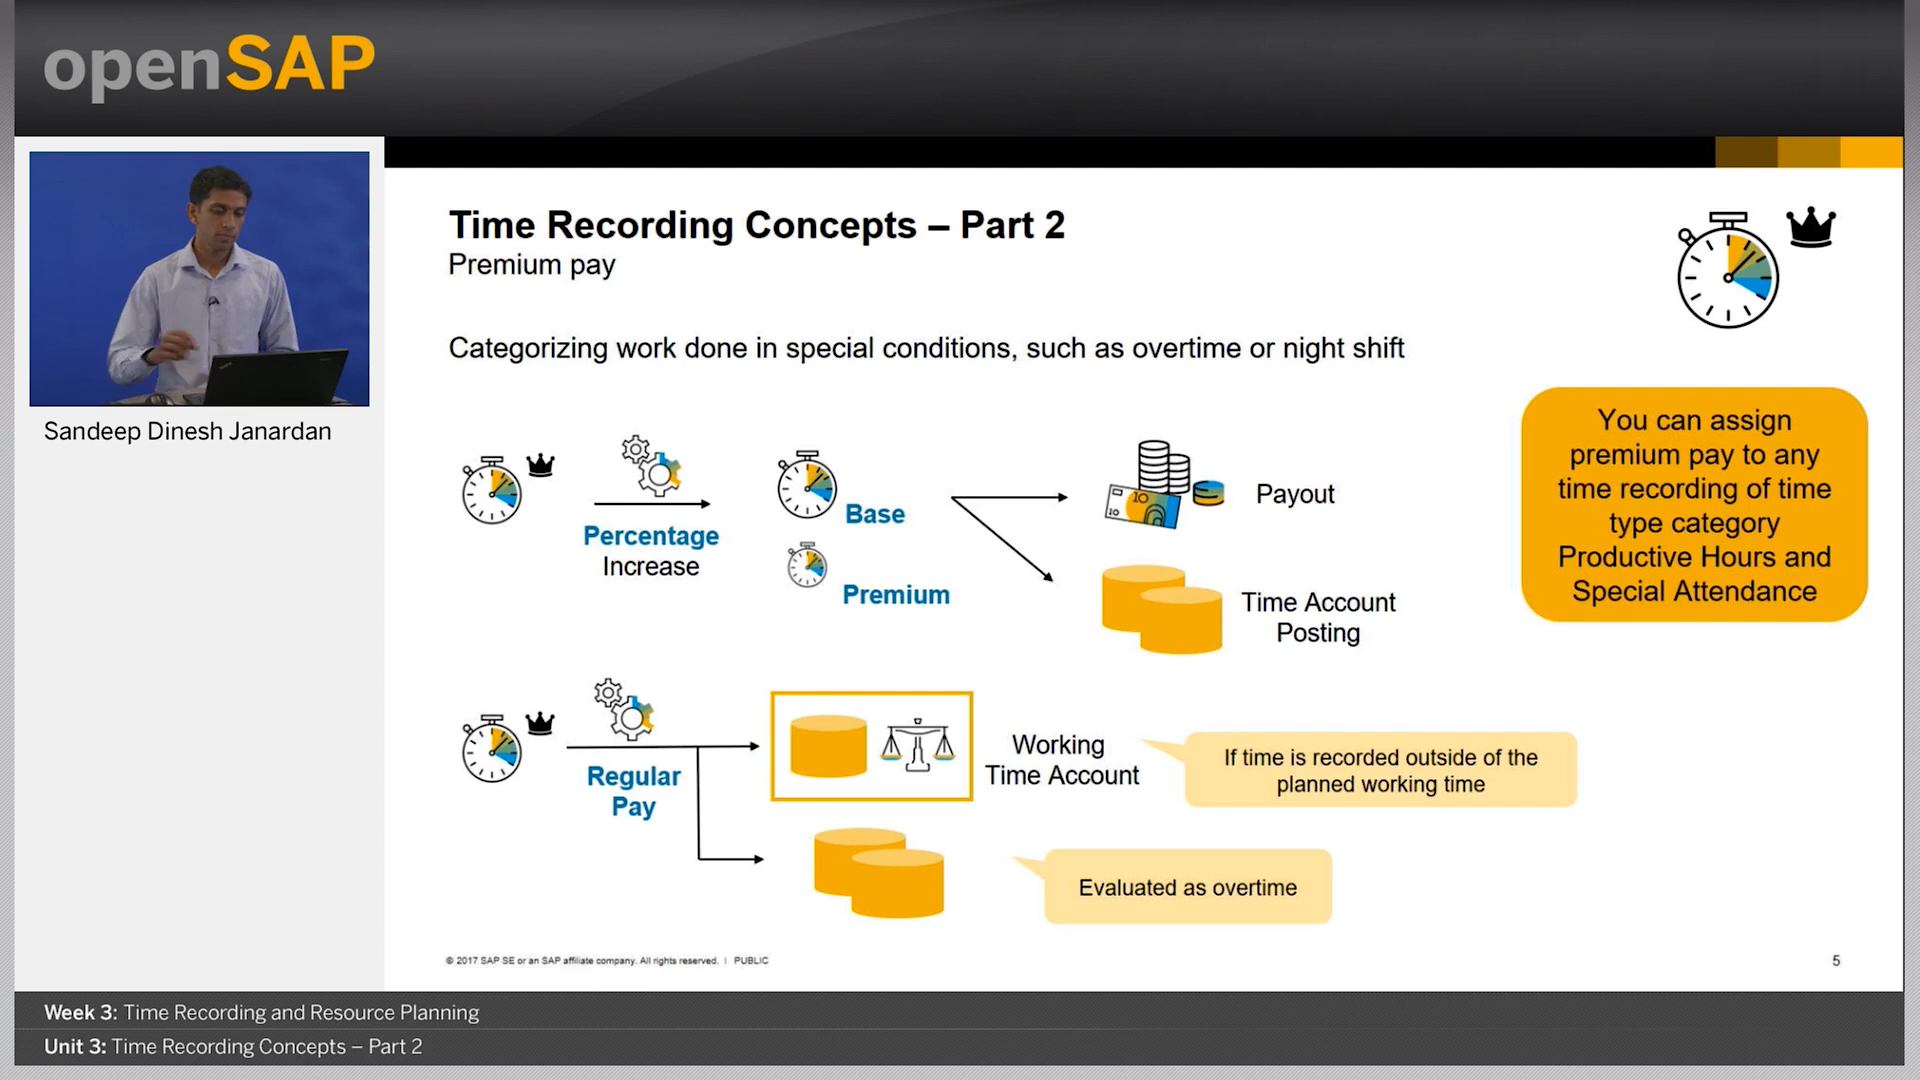 openSAP
Sandeep Dinesh Janardan
Time Recording Concepts – Part 2
Premium pay
Categorizing work done in special conditions, such as overtime or night shift
Percentage
Increase
Base
Premium
10
10
Payout
Time Account
Posting
You can assign
premium pay to any
time recording of time
type category
Productive Hours and
Special Attendance
Regular
Pay
Working
Time Account
If time is recorded outside of the
planned working time
Evaluated as overtime
© 2017 SAP SE or an SAP affiliate company. All rights reserved. | PUBLIC
5
Week 3: Time Recording and Resource Planning
Unit 3: Time Recording Concepts – Part 2